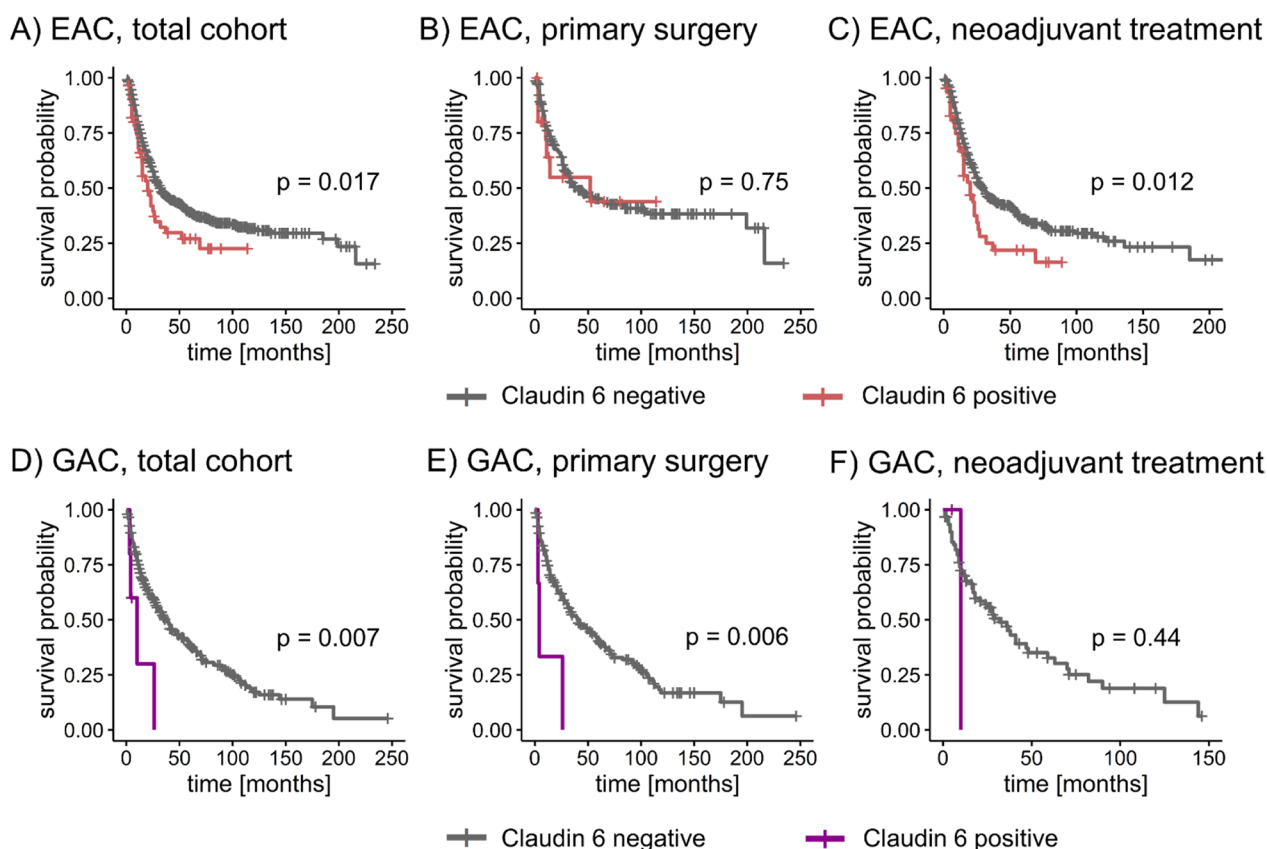 A) EAC, total cohort
B) EAC, primary surgery
C) EAC, neoadjuvant treatment
survival probability
1.00
0.75
0.50
0.25
0.00
p = 0.017
0 50 100 150 200 250
time [months]
survival probability
1.00
0.75
0.50
0.25
0.00
p = 0.75
0 50 100 150 200 250
time [months]
survival probability
1.00
0.75
0.50
0.25
0.00
p = 0.012
0 50 100 150 200
time [months]
Claudin 6 negative
Claudin 6 positive
D) GAC, total cohort
E) GAC, primary surgery
F) GAC, neoadjuvant treatment
survival probability
1.00
0.75
0.50
0.25
0.00
p = 0.007
0 50 100 150 200 250
time [months]
survival probability
1.00
0.75
0.50
0.25
0.00
p = 0.006
0 50 100 150 200 250
time [months]
survival probability
1.00
0.75
0.50
0.25
0.00
p = 0.44
0 50 100 150
time [months]
Claudin 6 negative
Claudin 6 positive